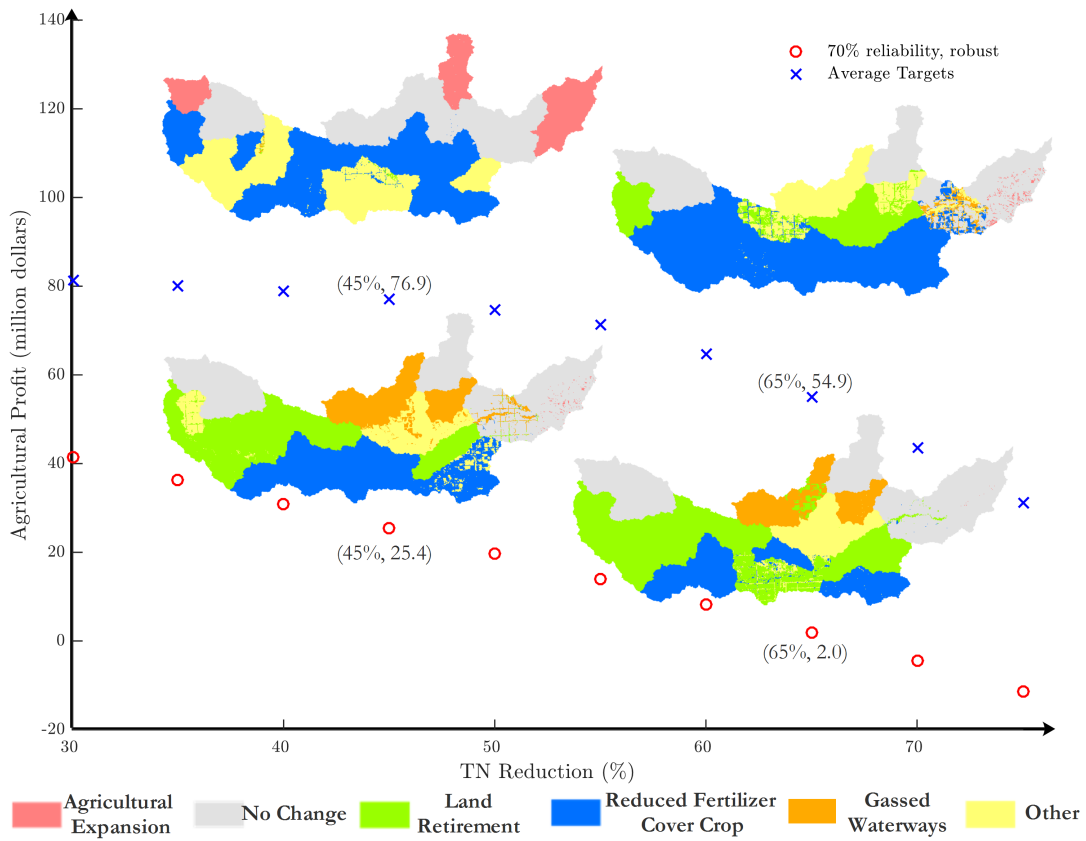 140
70% reliability, robust
Average Targets
120
100
80
60
40
20
0
-20
Agricultural Profit (million dollars)
(45%, 76.9)
(65%, 54.9)
(45%, 25.4)
(65%, 2.0)
30
40
50
60
70
TN Reduction (%)
Agricultural
Expansion
No Change
Land
Retirement
Reduced Fertilizer
Cover Crop
Gassed
Waterways
Other